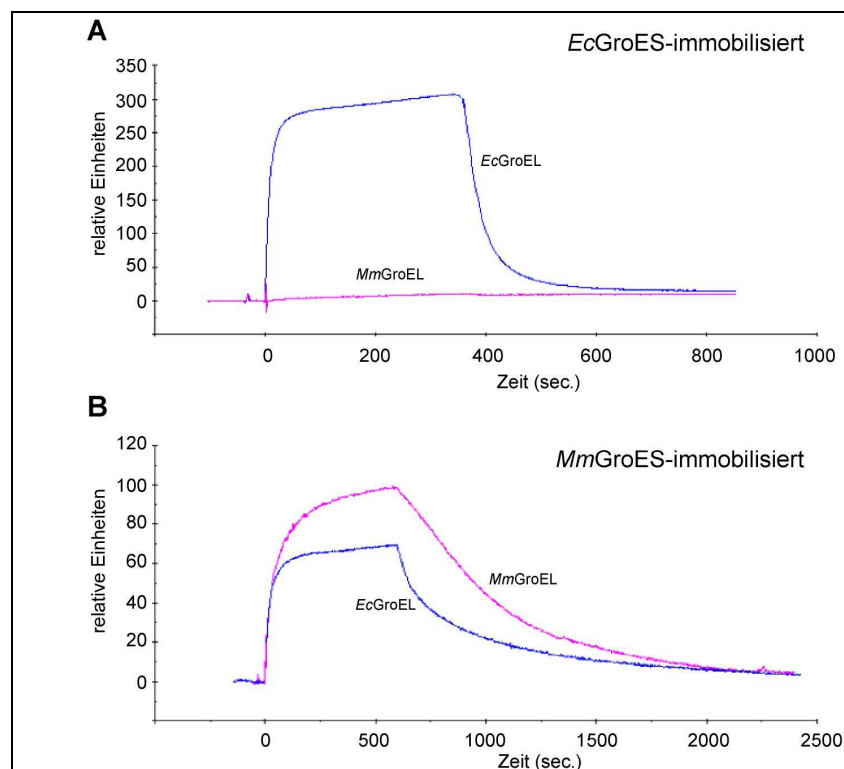 A
EcGroES-immobilisiert
350
300
250
200
150
100
50
0
relative Einheiten
EcGroEL
MmGroEL
0 200 400 600 800 1000
Zeit (sec.)
B
MmGroES-immobilisiert
120
100
80
60
40
20
0
relative Einheiten
MmGroEL
EcGroEL
0 500 1000 1500 2000 2500
Zeit (sec.)